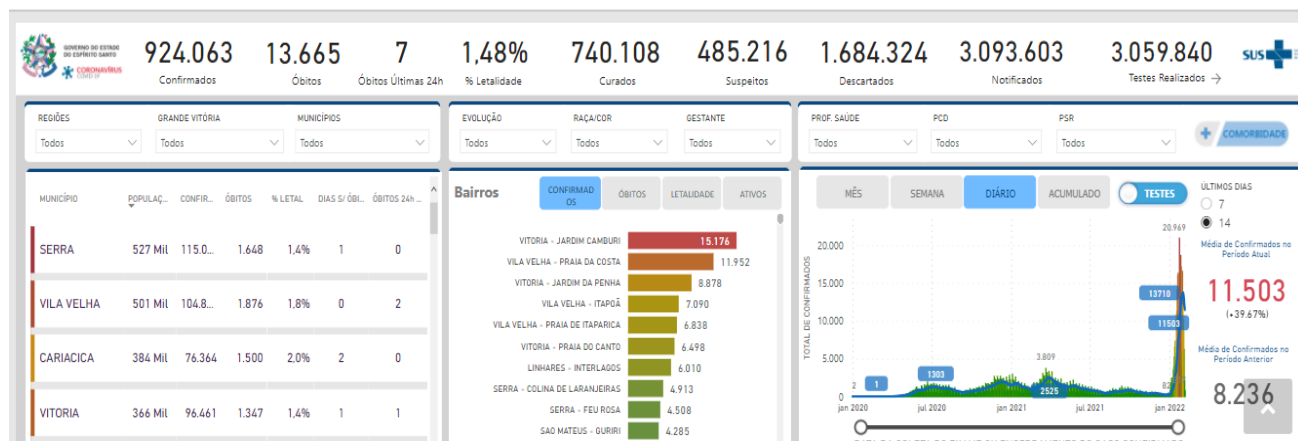 GOVERNO DO ESTADO
DO ESPÍRITO SANTO
CORONAVÍRUS
COVID-19
924.063
Confirmados
13.665
Óbitos
7
Óbitos Últimas 24h
1,48%
% Letalidade
740.108
Curados
485.216
Suspeitos
1.684.324
Descartados
3.093.603
Notificados
3.059.840
Testes Realizados →
SUS
REGIÕES GRANDE VITÓRIA MUNICÍPIOS
Todos Todos Todos
EVOLUÇÃO RAÇA/COR GESTANTE
Todos Todos Todos
PROF. SAÚDE PCD PSR
Todos Todos Todos
+ COMORBIDADE
MUNICÍPIO POPULAÇ... CONFIR... ÓBITOS % LETAL DIAS S/ ÓBI... ÓBITOS 24h ...
SERRA 527 Mil 115.0... 1.648 1,4% 1 0
VILA VELHA 501 Mil 104.8... 1.876 1,8% 0 2
CARIACICA 384 Mil 76.364 1.500 2,0% 2 0
VITORIA 366 Mil 96.461 1.347 1,4% 1 1
Bairros
CONFIRMAD
OS
ÓBITOS LETALIDADE ATIVOS
VITORIA - JARDIM CAMBURI 15.176
VILA VELHA - PRAIA DA COSTA 11.952
VITORIA - JARDIM DA PENHA 8.878
VILA VELHA - ITAPOÃ 7.090
VILA VELHA - PRAIA DE ITAPARICA 6.838
VITORIA - PRAIA DO CANTO 6.498
LINHARES - INTERLAGOS 6.010
SERRA - COLINA DE LARANJEIRAS 4.913
SERRA - FEU ROSA 4.508
SAO MATEUS - GURIRI 4.285
MÊS SEMANA DIÁRIO ACUMULADO TESTES
ÚLTIMOS DIAS
7
14
TOTAL DE CONFIRMADOS
20.000
15.000
10.000
5.000
0
20.969
13710
11503
3.809
2525
1303
2 1
jan 2020 jul 2020 jan 2021 jul 2021 jan 2022
Média de Confirmados no
Período Atual
11.503
(+39.67%)
Média de Confirmados no
Período Anterior
8.236